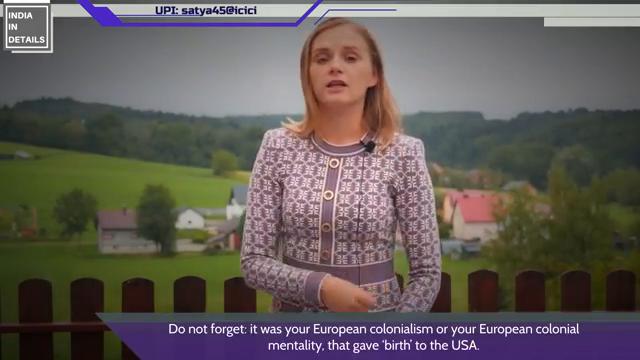 UPI: satya45@icici
INDIA
IN
DETAILS
Do not forget: it was your European colonialism or your European colonial
mentality, that gave 'birth' to the USA.